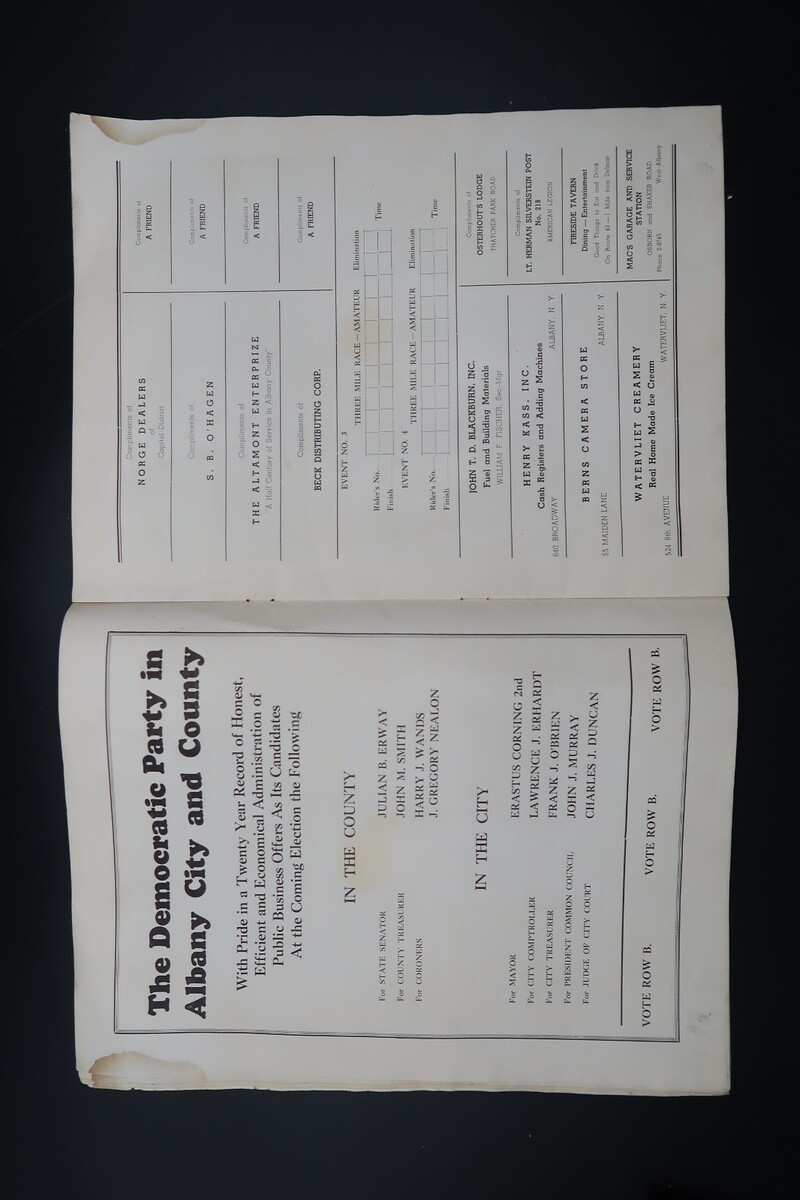 The Democratic Party in
Albany City and County
With Pride in a Twenty Year Record of Honest,
Efficient and Economical Administration of
Public Business Offers As Its Candidates
At the Coming Election the Following
IN THE COUNTY
For STATE SENATOR JULIAN B. ERWAY
For COUNTY TREASURER JOHN M. SMITH
For CORONERS HARRY J. WANDS
J. GREGORY NEALON
IN THE CITY
For MAYOR ERASTUS CORNING 2nd
For CITY COMPTROLLER LAWRENCE J. ERHARDT
For CITY TREASURER FRANK J. O'BRIEN
For PRESIDENT COMMON COUNCIL JOHN J. MURRAY
For JUDGE OF CITY COURT CHARLES J. DUNCAN
VOTE ROW B. VOTE ROW B. VOTE ROW B.
Compliments of
NORGE DEALERS
of
Capitol District
Compliments of
A FRIEND
Compliments of
S. B. O'HAGEN
Compliments of
A FRIEND
Compliments of
THE ALTAMONT ENTERPRIZE
"A Half Century of Service in Albany County"
Compliments of
A FRIEND
Compliments of
BECK DISTRIBUTING CORP.
Compliments of
A FRIEND
EVENT NO. 3
THREE MILE RACE—AMATEUR Elimination
Rider's No.
Finish Time
EVENT NO. 4
THREE MILE RACE—AMATEUR Elimination
Rider's No.
Finish Time
JOHN T. D. BLACKBURN, INC.
Fuel and Building Materials
WILLIAM F. FISCHER, Sec.-Mgr.
Compliments of
OSTERHOUT'S LODGE
THATCHER PARK ROAD
HENRY KASS, INC.
Cash Registers and Adding Machines
640 BROADWAY ALBANY, N. Y.
Compliments of
LT. HERMAN SILVERSTEIN POST
No. 218
AMERICAN LEGION
BERNS CAMERA STORE
55 MAIDEN LANE ALBANY, N. Y.
FIRESIDE TAVERN
Dining — Entertainment
Good Things to Eat and Drink
On Route 43—1 Mile from Delmar
WATERVLIET CREAMERY
Real Home Made Ice Cream
524 8th AVENUE WATERVLIET, N. Y.
MAC'S GARAGE AND SERVICE
STATION
OSBORN and SHAKER ROAD
Phone 2-9745 West Albany